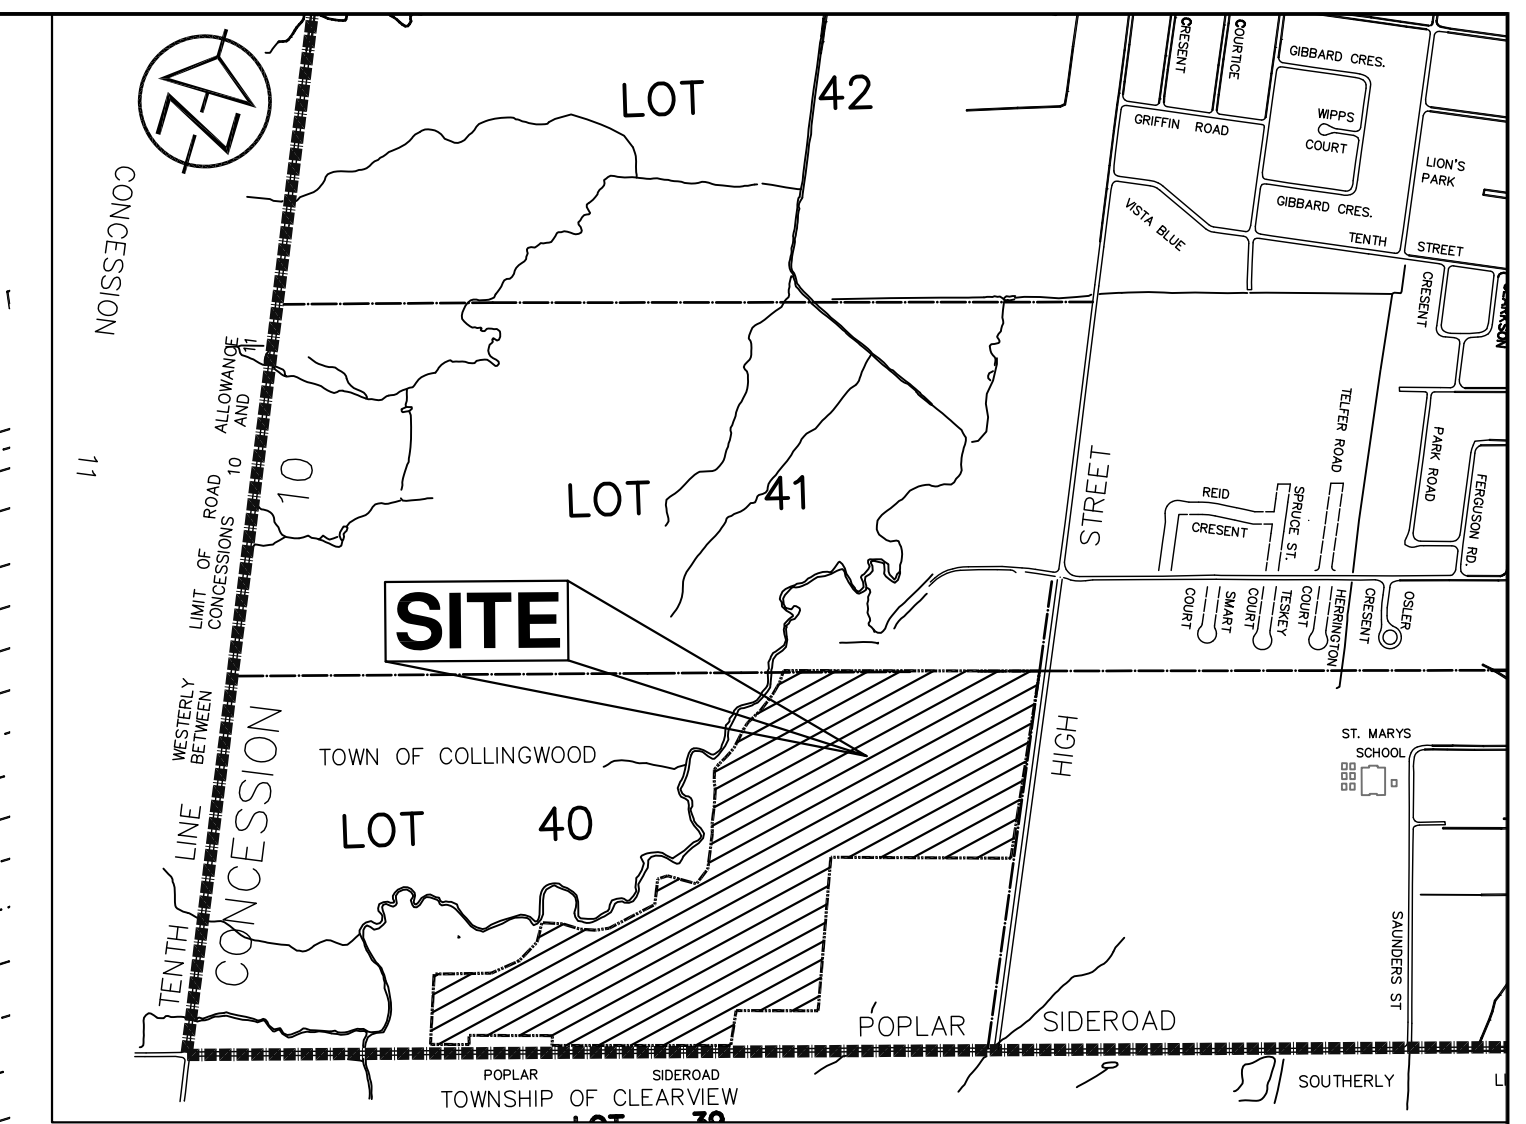 CRESENT
COURTICE
GIBBARD CRES.
LOT 42
WIPPS
COURT
GRIFFIN ROAD
LION'S
PARK
CONCESSION
11
GIBBARD CRES.
VISTA BLUE
TENTH STREET
CRESENT
ALLOWANCE
AND 11
TELFER ROAD
PARK ROAD
FERGUSON RD.
10
LOT 41
STREET
REID
CRESENT
SPRUCE ST.
LIMIT OF ROAD
CONCESSIONS 10
SITE
SMART
COURT
TESKEY
COURT
HERRINGTON
COURT
OSLER
CRESENT
WESTERLY
BETWEEN
CONCESSION
TOWN OF COLLINGWOOD
HIGH
ST. MARYS
SCHOOL
LOT 40
TENTH LINE
SAUNDERS ST
POPLAR SIDEROAD
POPLAR SIDEROAD
TOWNSHIP OF CLEARVIEW
SOUTHERLY
LOT 39